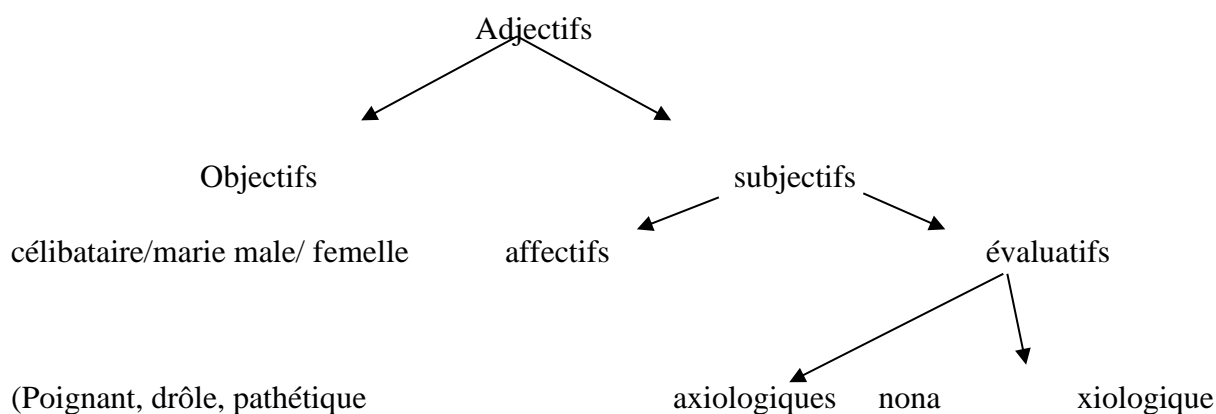 Adjectifs
Objectifs subjectifs
célibataire/marie male/ femelle affectifs évaluatifs
(Poignant, drôle, pathétique axiologiques nona xiologique